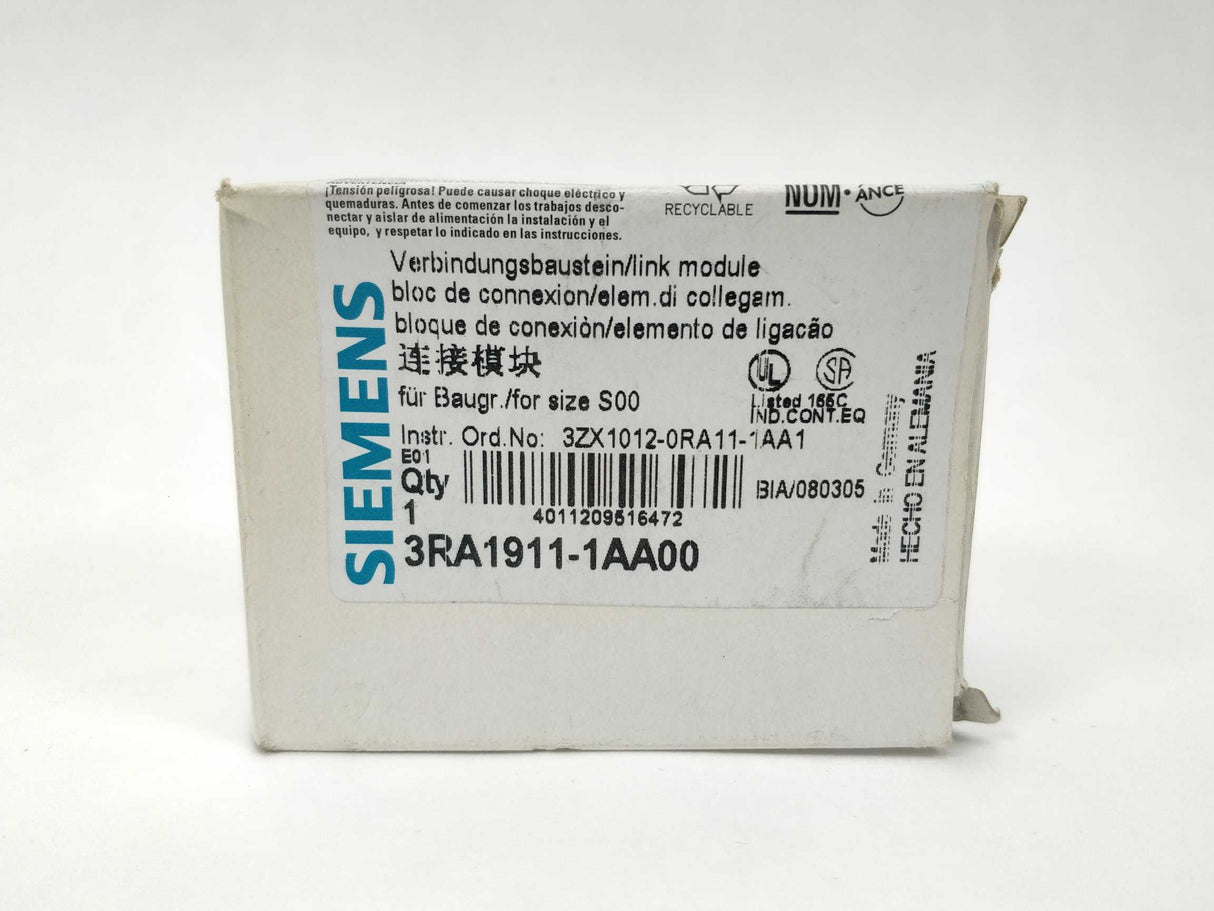 ¡Tensión peligrosa! Puede causar choque eléctrico y
quemaduras. Antes de comenzar los trabajos desco-
nectar y aislar de alimentación la instalación y el
equipo, y respetar lo indicado en las instrucciones.
RECYCLABLE
NUM · ANCE
SIEMENS
Verbindungsbaustein/link module
bloc de connexion/elem.di collegam.
bloque de conexiòn/elemento de ligacão
连接模块
für Baugr./for size S00
UL
SA
Listed 165C
IND.CONT.EQ
Instr. Ord.No: 3ZX1012-0RA11-1AA1
E01
Qty
1
BIA/080305
4011209516472
3RA1911-1AA00
Made in Germany
HECHO EN ALEMANIA